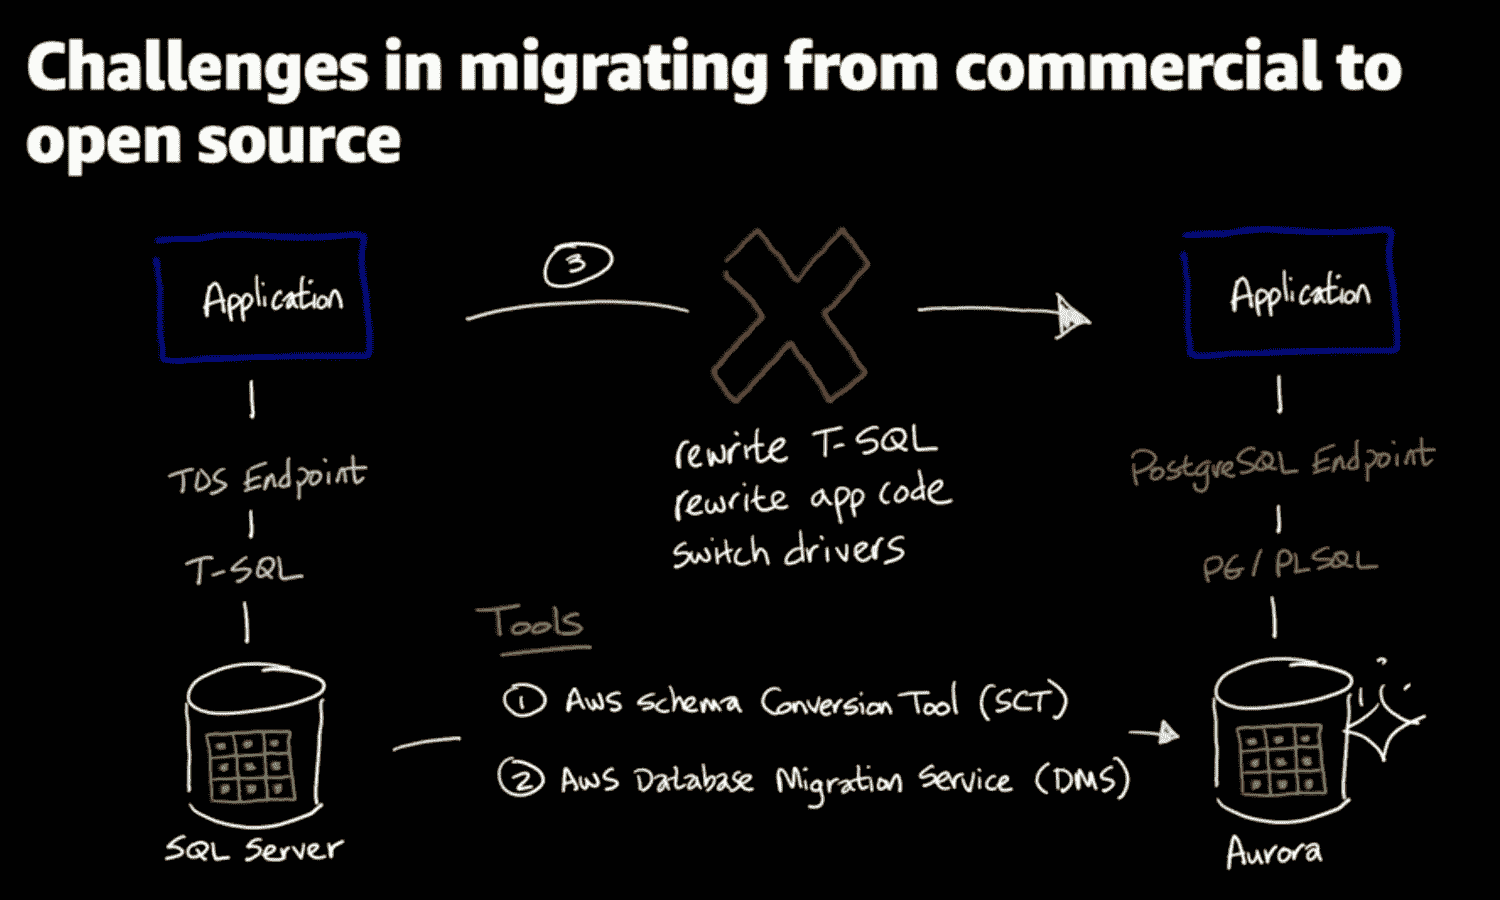 Challenges in migrating from commercial to
open source
3
Application
Application
rewrite T-SQL
rewrite app code
switch drivers
TDS Endpoint
T-SQL
PostgreSQL Endpoint
PG/PLSQL
Tools
1 AWS Schema Conversion Tool (SCT)
2 AWS Database Migration Service (DMS)
SQL Server
Aurora